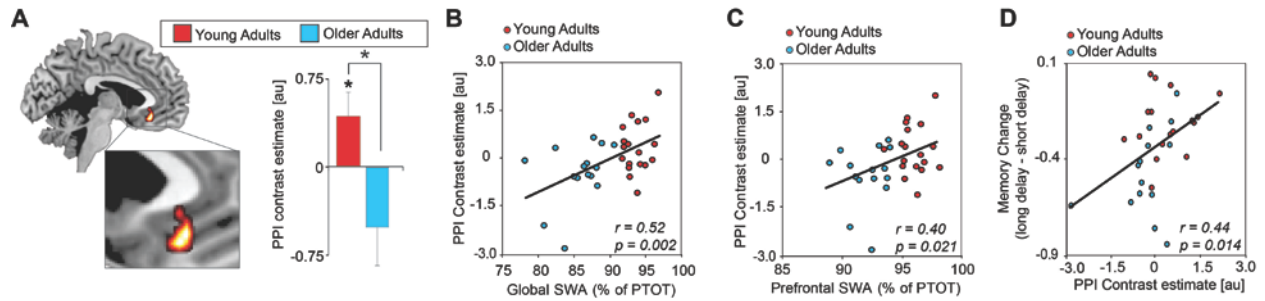 A
Young Adults
Older Adults
*
*
0.75
0
-0.75
PPI contrast estimate [au]
B
Young Adults
Older Adults
3.0
1.5
0
-1.5
-3.0
PPI Contrast estimate [au]
r = 0.52
p = 0.002
75
80
85
90
95
100
Global SWA (% of PTOT)
C
Young Adults
Older Adults
3.0
1.5
0
-1.5
-3.0
PPI Contrast estimate [au]
r = 0.40
p = 0.021
85
90
95
100
Prefrontal SWA (% of PTOT)
D
Young Adults
Older Adults
0.1
-0.4
-0.9
Memory Change
(long delay - short delay)
r = 0.44
p = 0.014
-3.0
-1.5
0
1.5
3.0
PPI Contrast estimate [au]